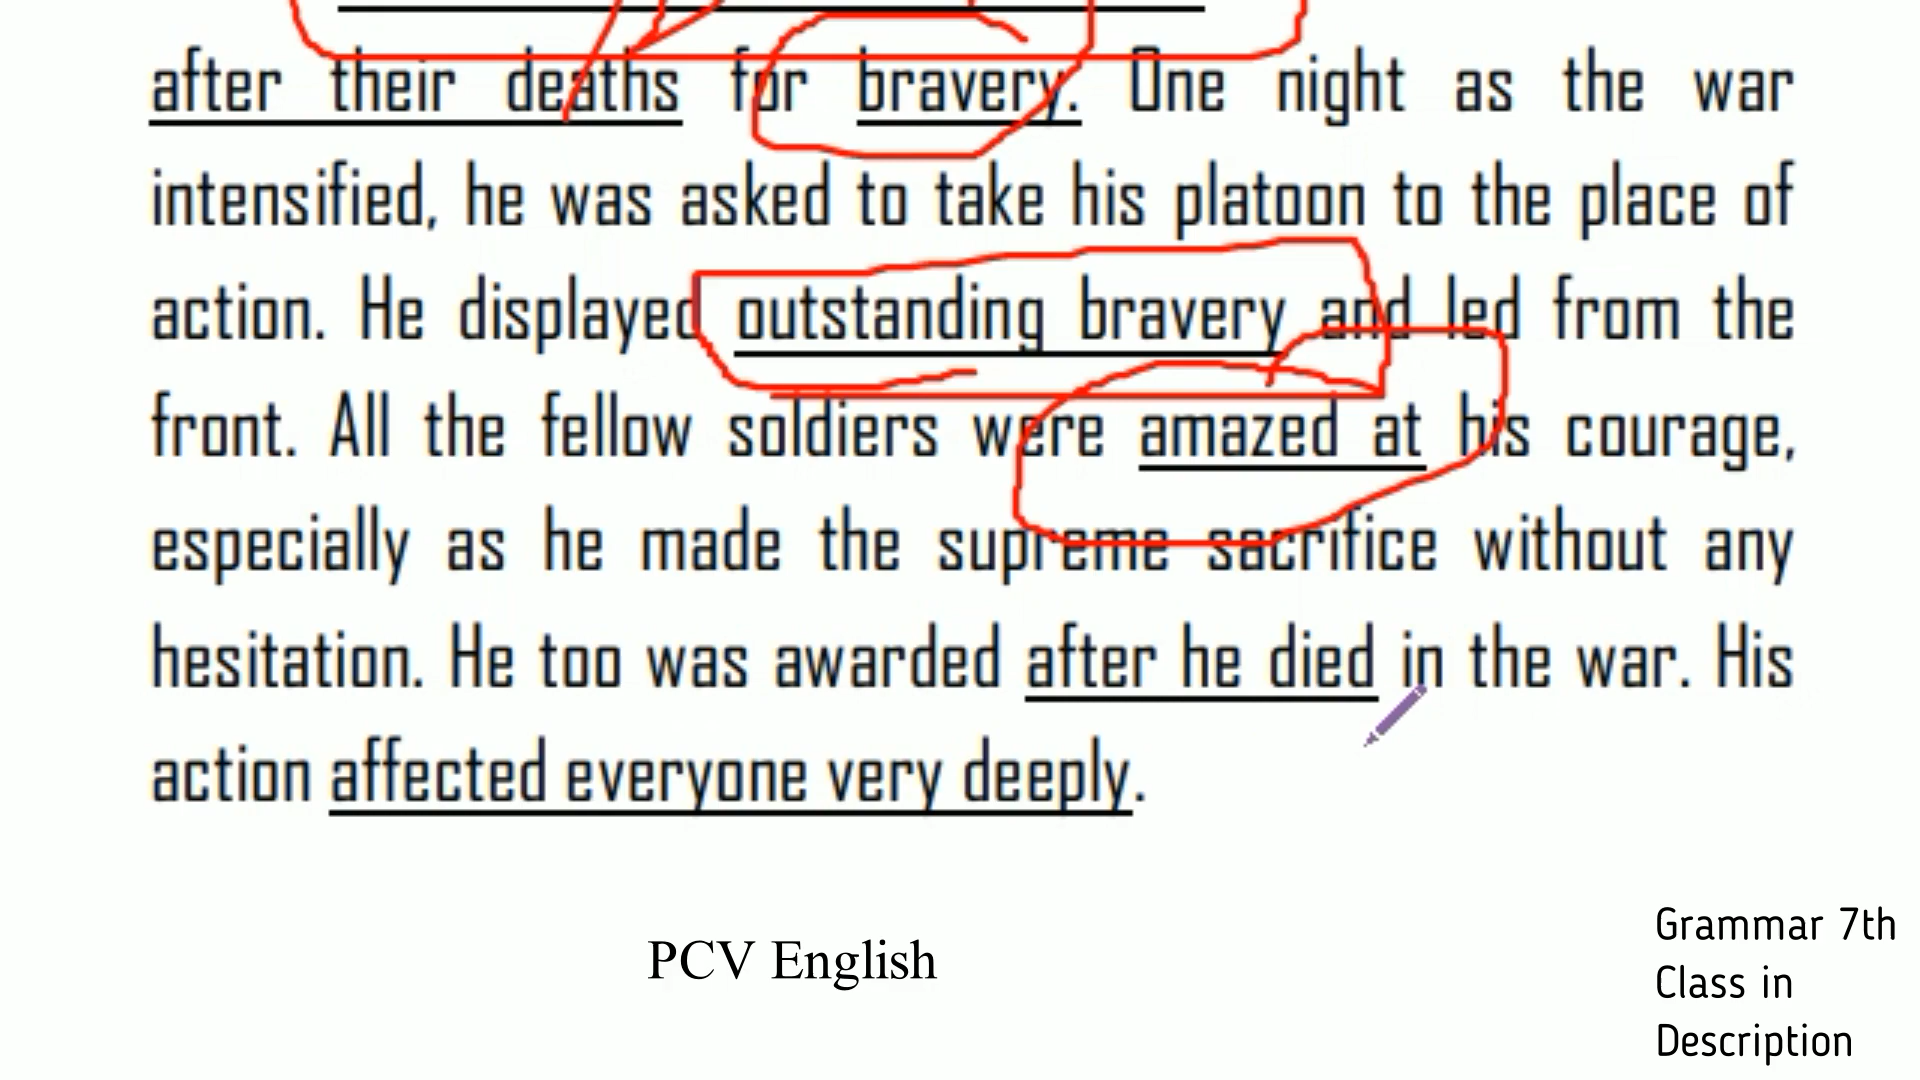 after their deaths for bravery. One night as the war
intensified, he was asked to take his platoon to the place of
action. He displayed outstanding bravery and led from the
front. All the fellow soldiers were amazed at his courage,
especially as he made the supreme sacrifice without any
hesitation. He too was awarded after he died in the war. His
action affected everyone very deeply.
PCV English
Grammar 7th
Class in
Description